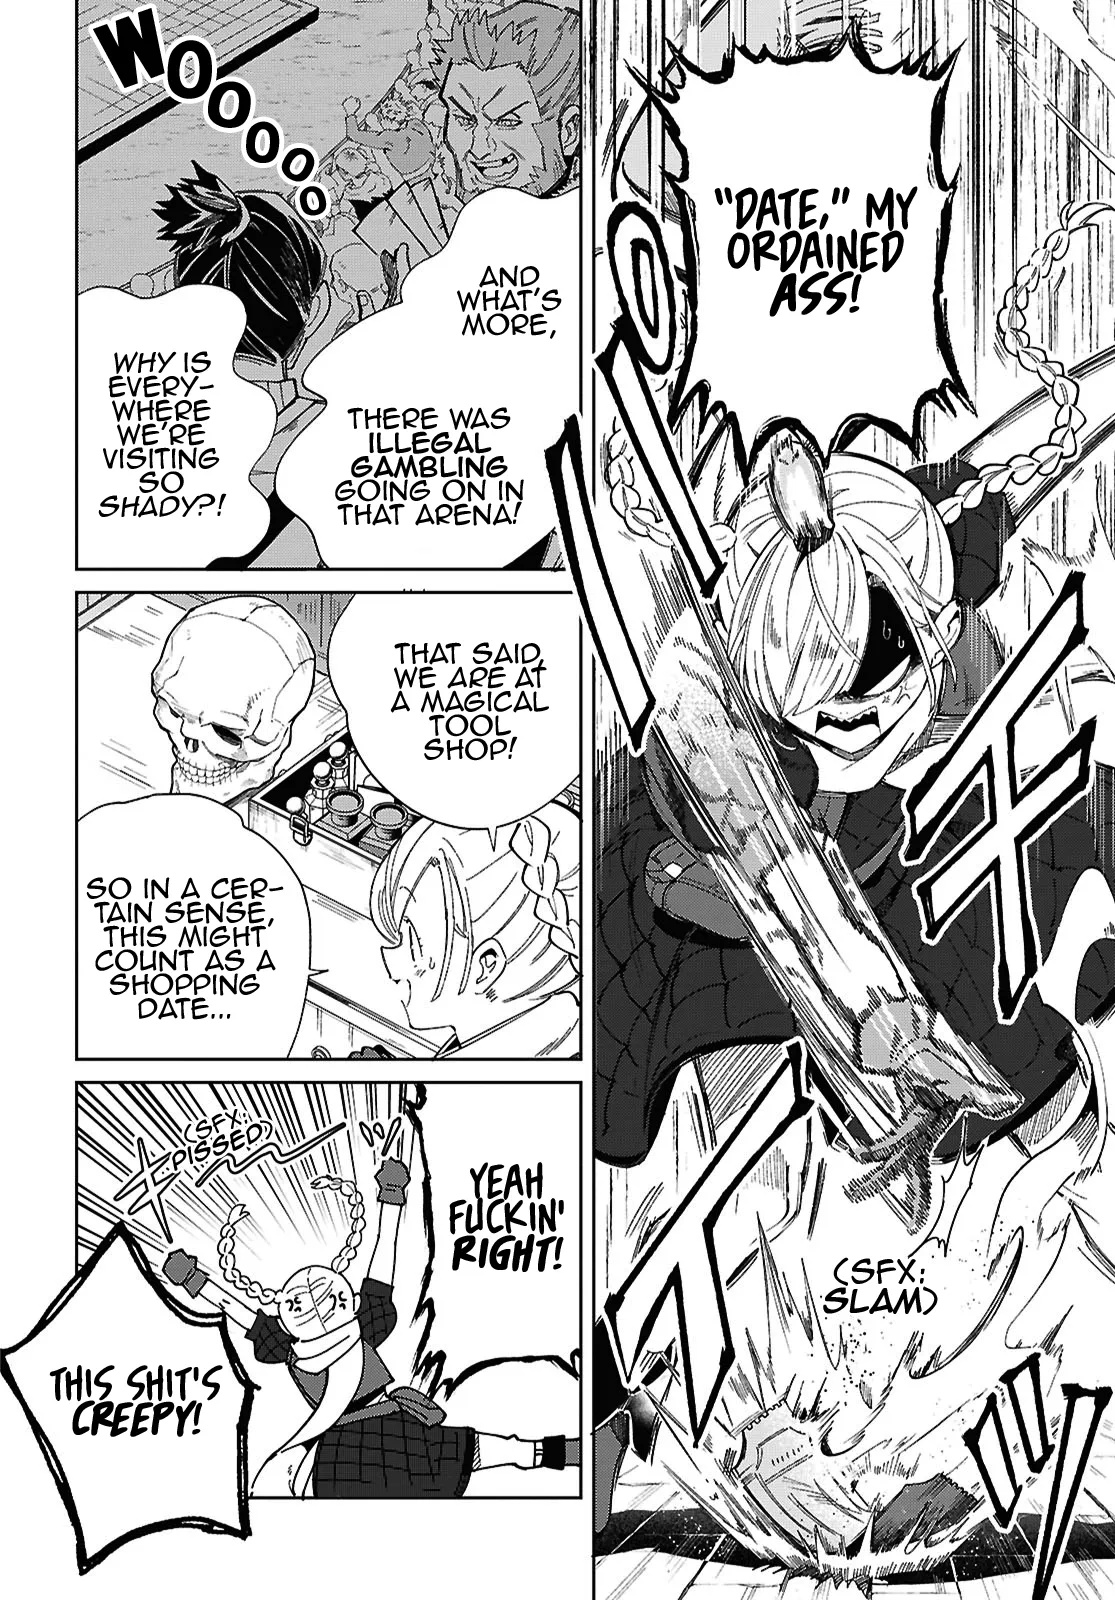 "DATE," MY
ORDAINED
ASS!
(SFX:
SLAM)
WOOOOOO
AND
WHAT'S
MORE,
THERE WAS
ILLEGAL
GAMBLING
GOING ON IN
THAT ARENA!
WHY IS
EVERY-
WHERE
WE'RE
VISITING
SO
SHADY?!
THAT SAID,
WE ARE AT
A MAGICAL
TOOL
SHOP!
SO IN A CER-
TAIN SENSE,
THIS MIGHT
COUNT AS A
SHOPPING
DATE...
YEAH
FUCKIN'
RIGHT!
(SFX:
PISSED)
THIS SHIT'S
CREEPY!